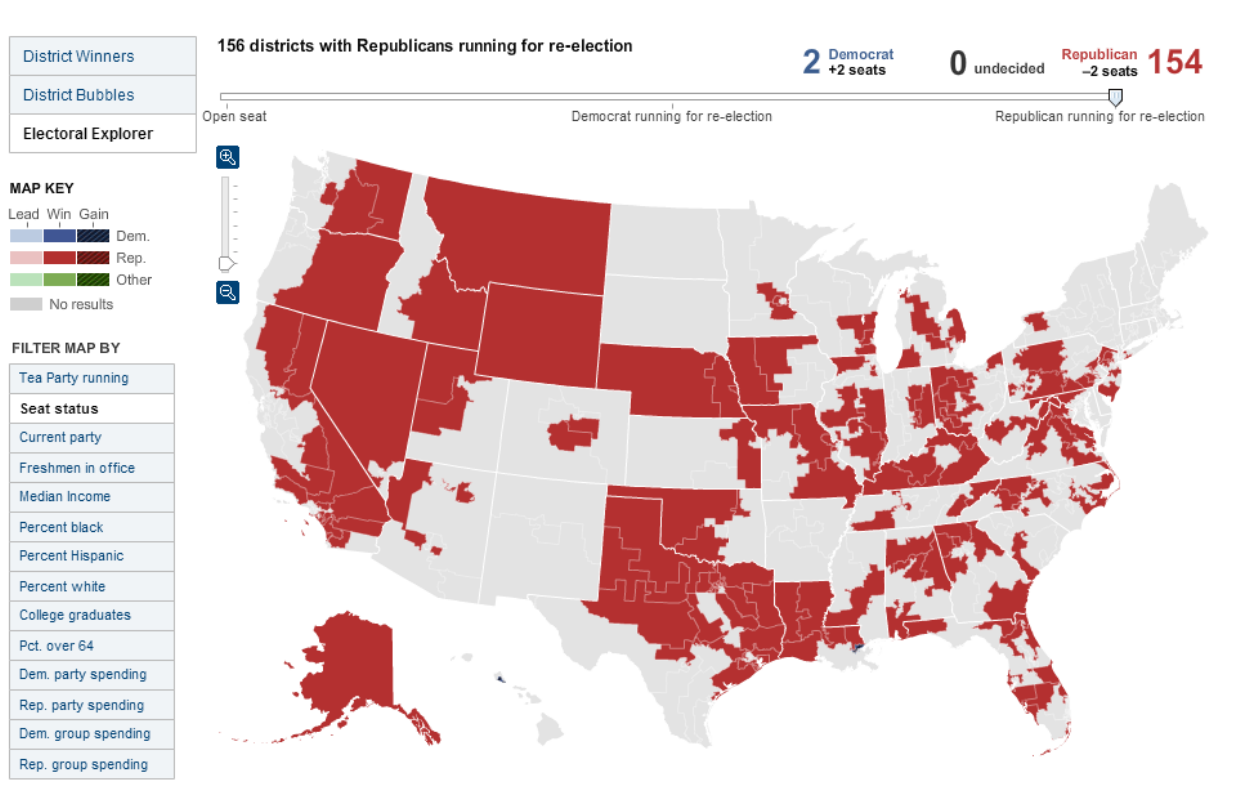 156 districts with Republicans running for re-election
2 Democrat +2 seats
0 undecided
Republican –2 seats 154
Open seat
Democrat running for re-election
Republican running for re-election
District Winners
District Bubbles
Electoral Explorer
MAP KEY
Lead Win Gain
Dem.
Rep.
Other
No results
FILTER MAP BY
Tea Party running
Seat status
Current party
Freshmen in office
Median Income
Percent black
Percent Hispanic
Percent white
College graduates
Pct. over 64
Dem. party spending
Rep. party spending
Dem. group spending
Rep. group spending